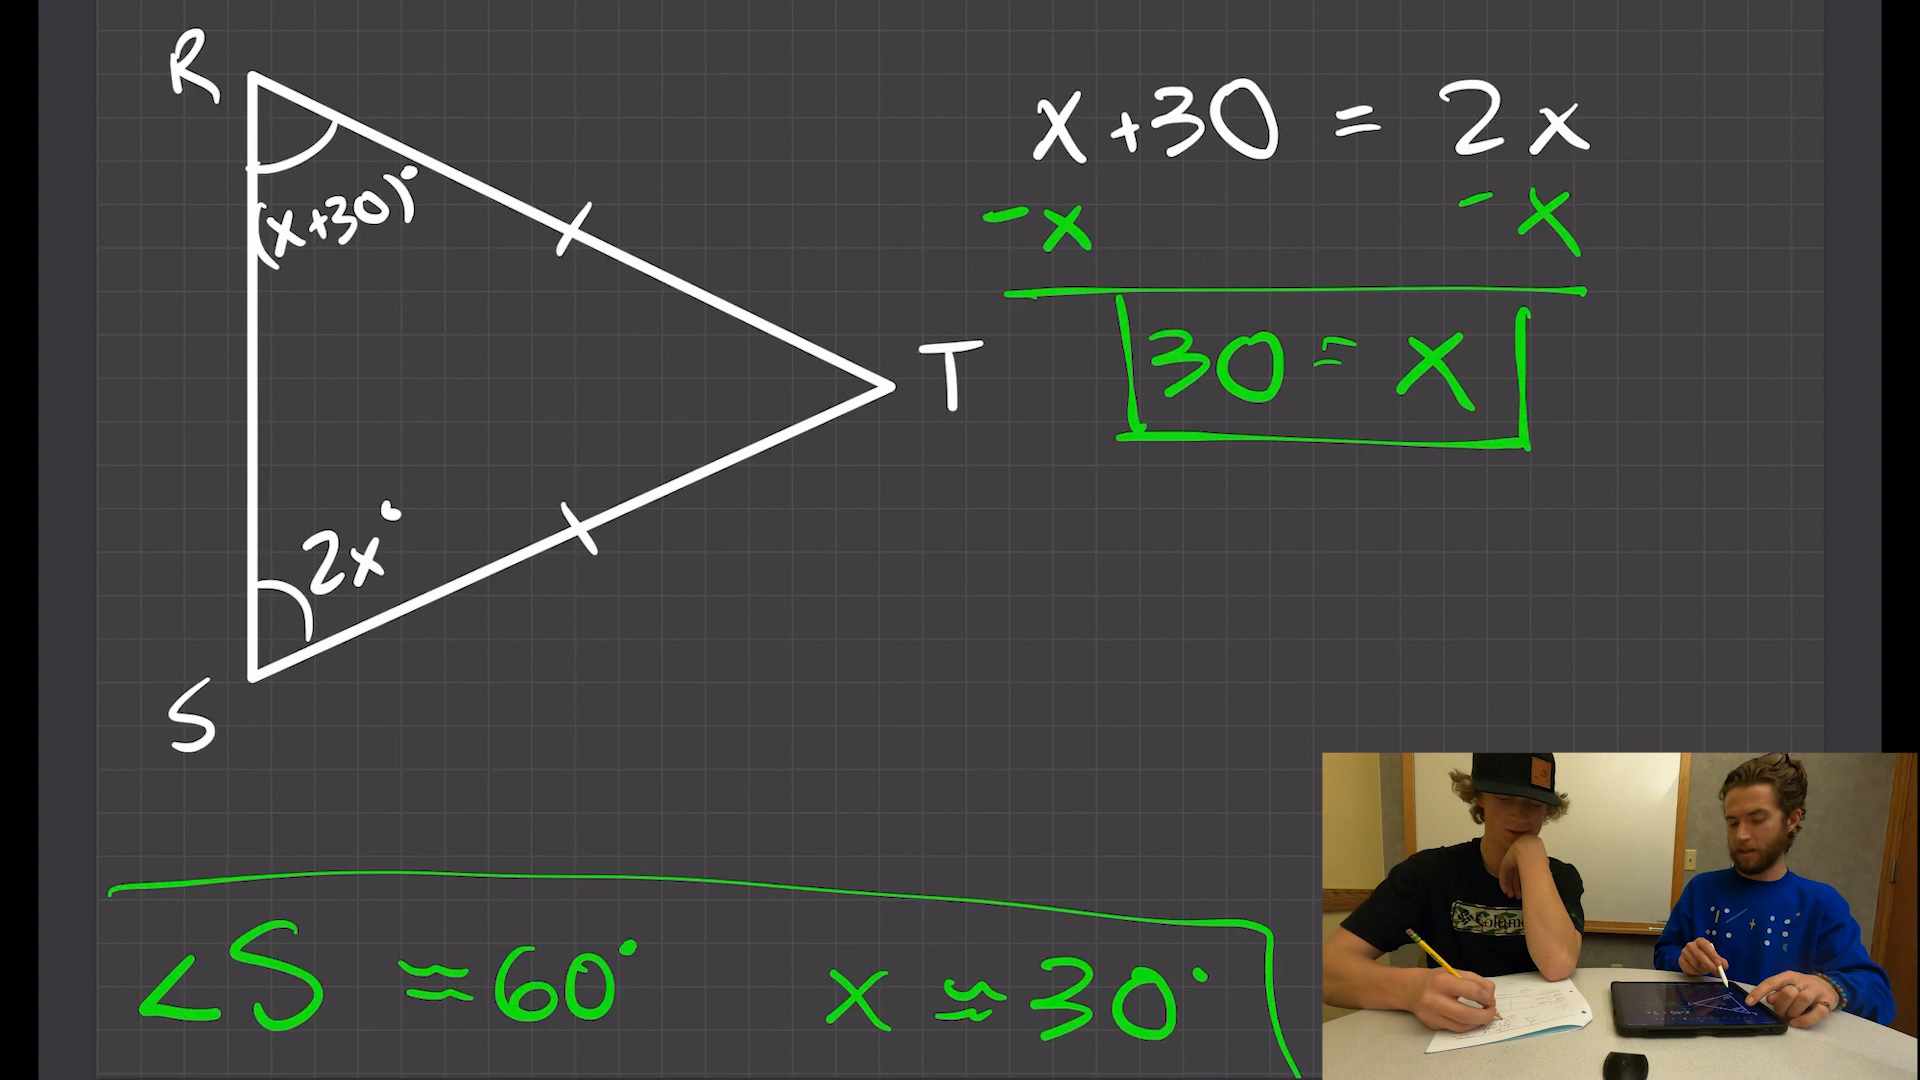 R
(x+30)°
T
2x°
S
x+30 = 2x
-x -x
30 = x
∠S ≈ 60° x ≈ 30°